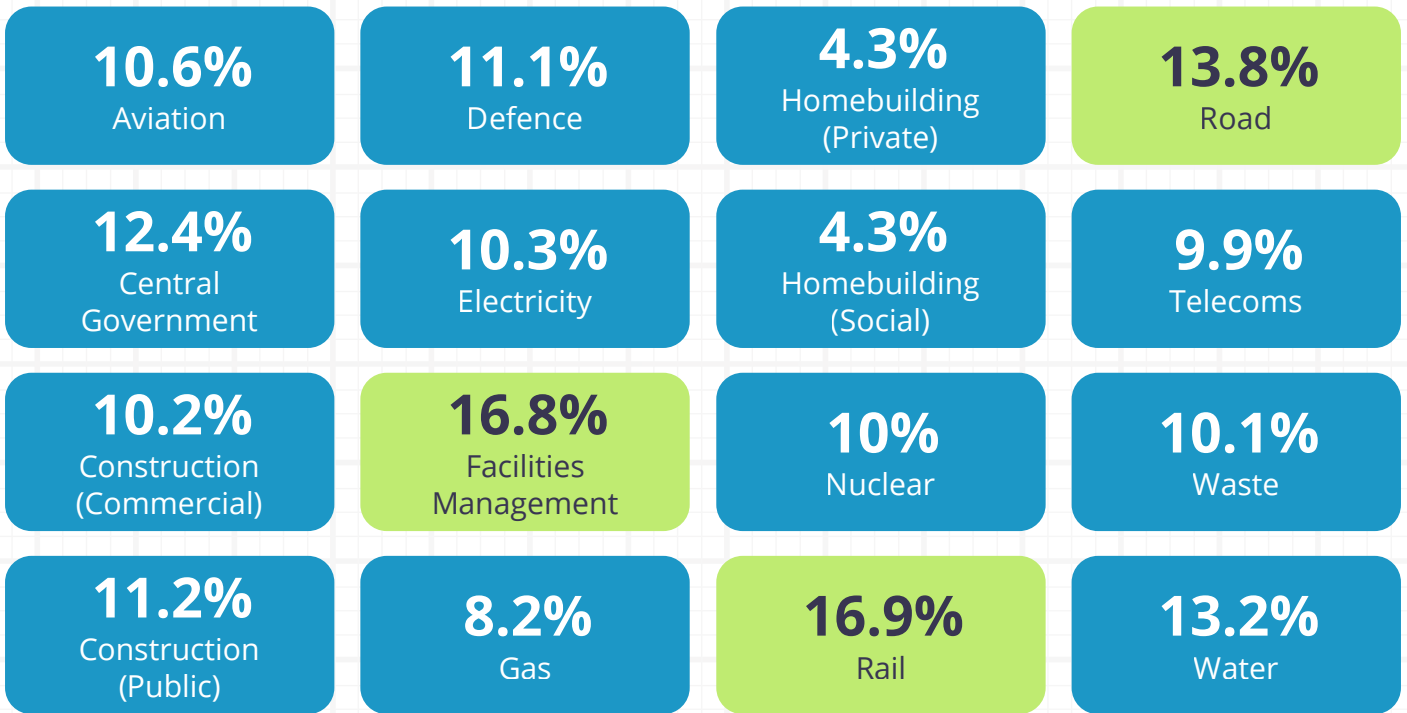 10.6%
Aviation
11.1%
Defence
4.3%
Homebuilding
(Private)
13.8%
Road
12.4%
Central
Government
10.3%
Electricity
4.3%
Homebuilding
(Social)
9.9%
Telecoms
10.2%
Construction
(Commercial)
16.8%
Facilities
Management
10%
Nuclear
10.1%
Waste
11.2%
Construction
(Public)
8.2%
Gas
16.9%
Rail
13.2%
Water